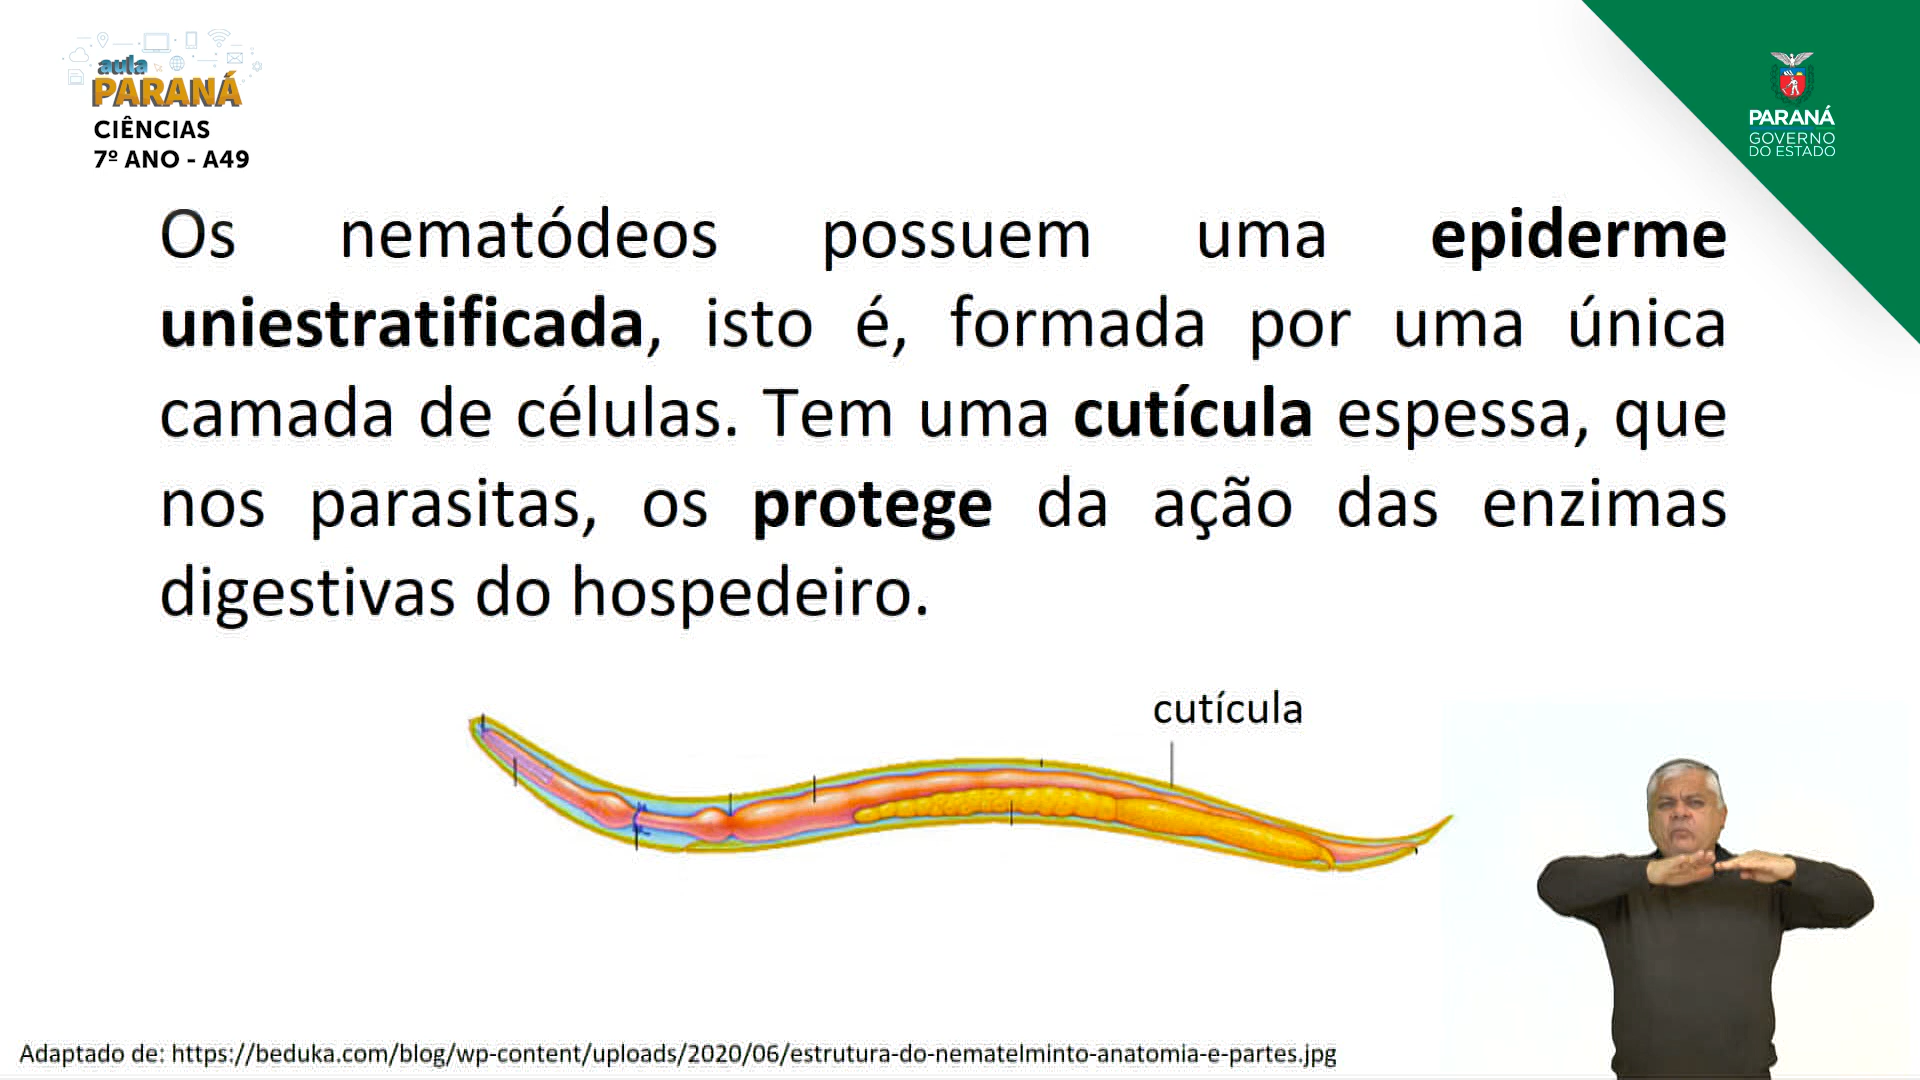 aula
PARANÁ
CIÊNCIAS
7º ANO - A49
PARANÁ
GOVERNO
DO ESTADO
Os nematódeos possuem uma epiderme
uniestratificada, isto é, formada por uma única
camada de células. Tem uma cutícula espessa, que
nos parasitas, os protege da ação das enzimas
digestivas do hospedeiro.
cutícula
Adaptado de: https://beduka.com/blog/wp-content/uploads/2020/06/estrutura-do-nematelminto-anatomia-e-partes.jpg